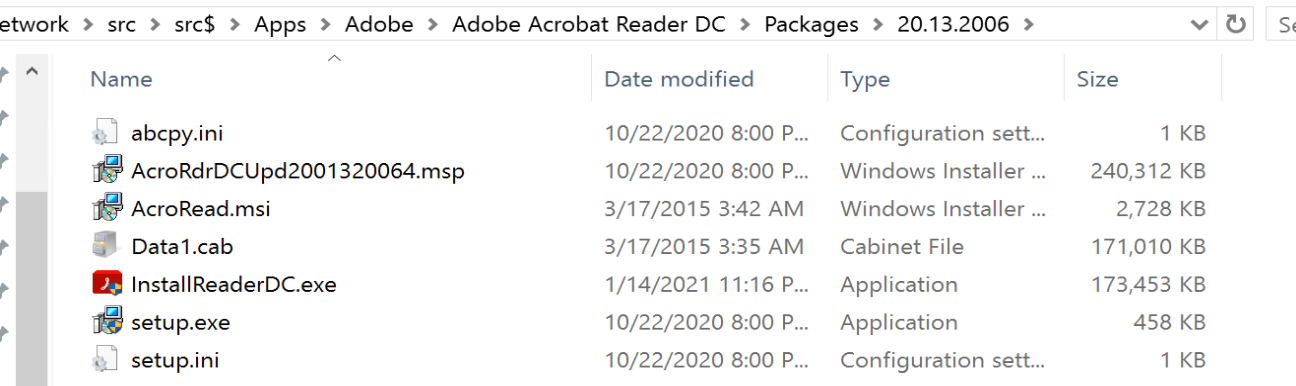 etwork > src > src$ > Apps > Adobe > Adobe Acrobat Reader DC > Packages > 20.13.2006 >
Name Date modified Type Size
abcpy.ini 10/22/2020 8:00 P... Configuration sett... 1 KB
AcroRdrDCUpd2001320064.msp 10/22/2020 8:00 P... Windows Installer ... 240,312 KB
AcroRead.msi 3/17/2015 3:42 AM Windows Installer ... 2,728 KB
Data1.cab 3/17/2015 3:35 AM Cabinet File 171,010 KB
InstallReaderDC.exe 1/14/2021 11:16 P... Application 173,453 KB
setup.exe 10/22/2020 8:00 P... Application 458 KB
setup.ini 10/22/2020 8:00 P... Configuration sett... 1 KB